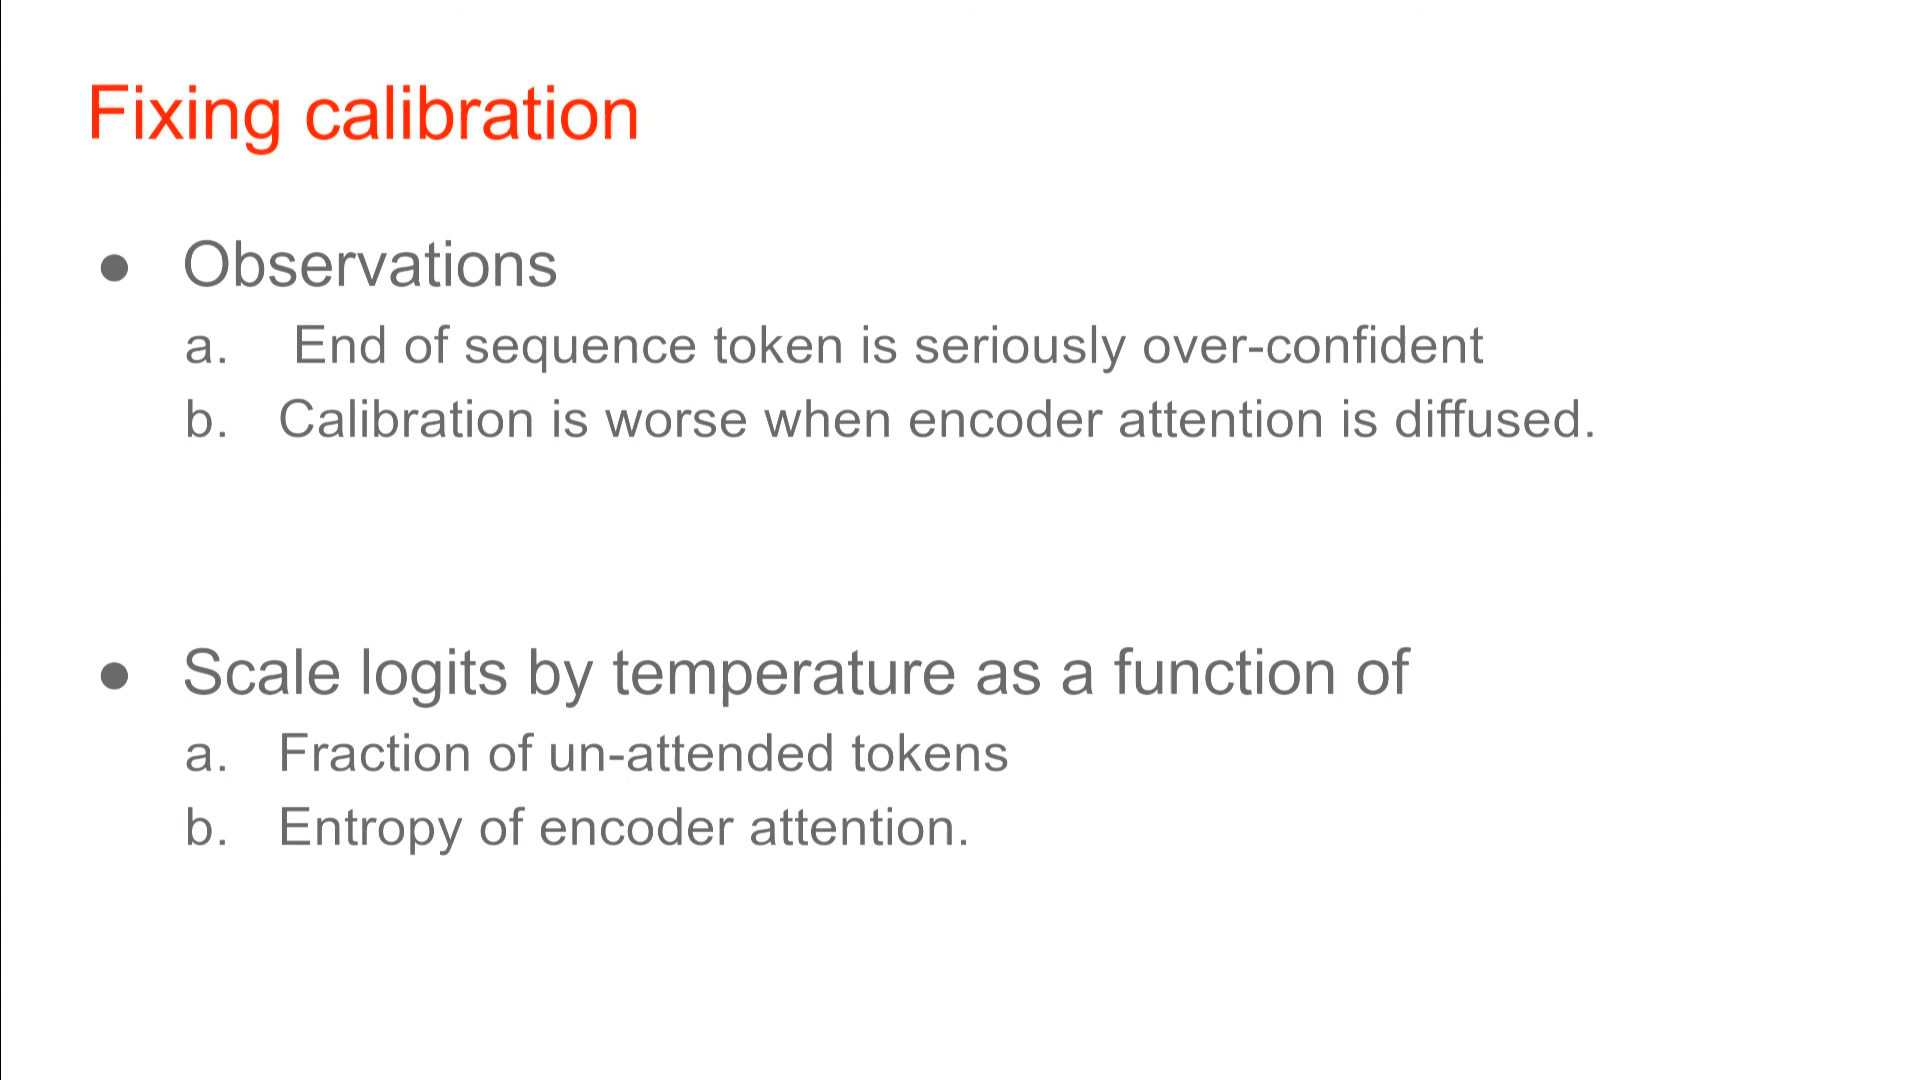 Fixing calibration
● Observations
a. End of sequence token is seriously over-confident
b. Calibration is worse when encoder attention is diffused.
● Scale logits by temperature as a function of
a. Fraction of un-attended tokens
b. Entropy of encoder attention.